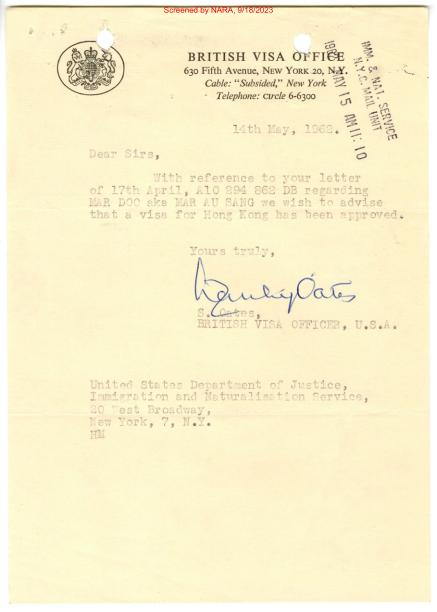 Screened by NARA, 9/18/2023
BRITISH VISA OFFICE
630 Fifth Avenue, New York 20, N.Y.
Cable: "Subsided," New York
Telephone: CIrcle 6-6300
IMM. & NAT. SERVICE
N.Y.C. MAIL UNIT
1962 MAY 15 AM 11:10
14th May, 1962.
Dear Sirs,
With reference to your letter
of 17th April, A10 294 862 DB regarding
MAR DOO aka MAR AU SANG we wish to advise
that a visa for Hong Kong has been approved.
Yours truly,
S. Oates,
BRITISH VISA OFFICER, U.S.A.
United States Department of Justice,
Immigration and Naturalisation Service,
20 West Broadway,
New York, 7, N.Y.
HM